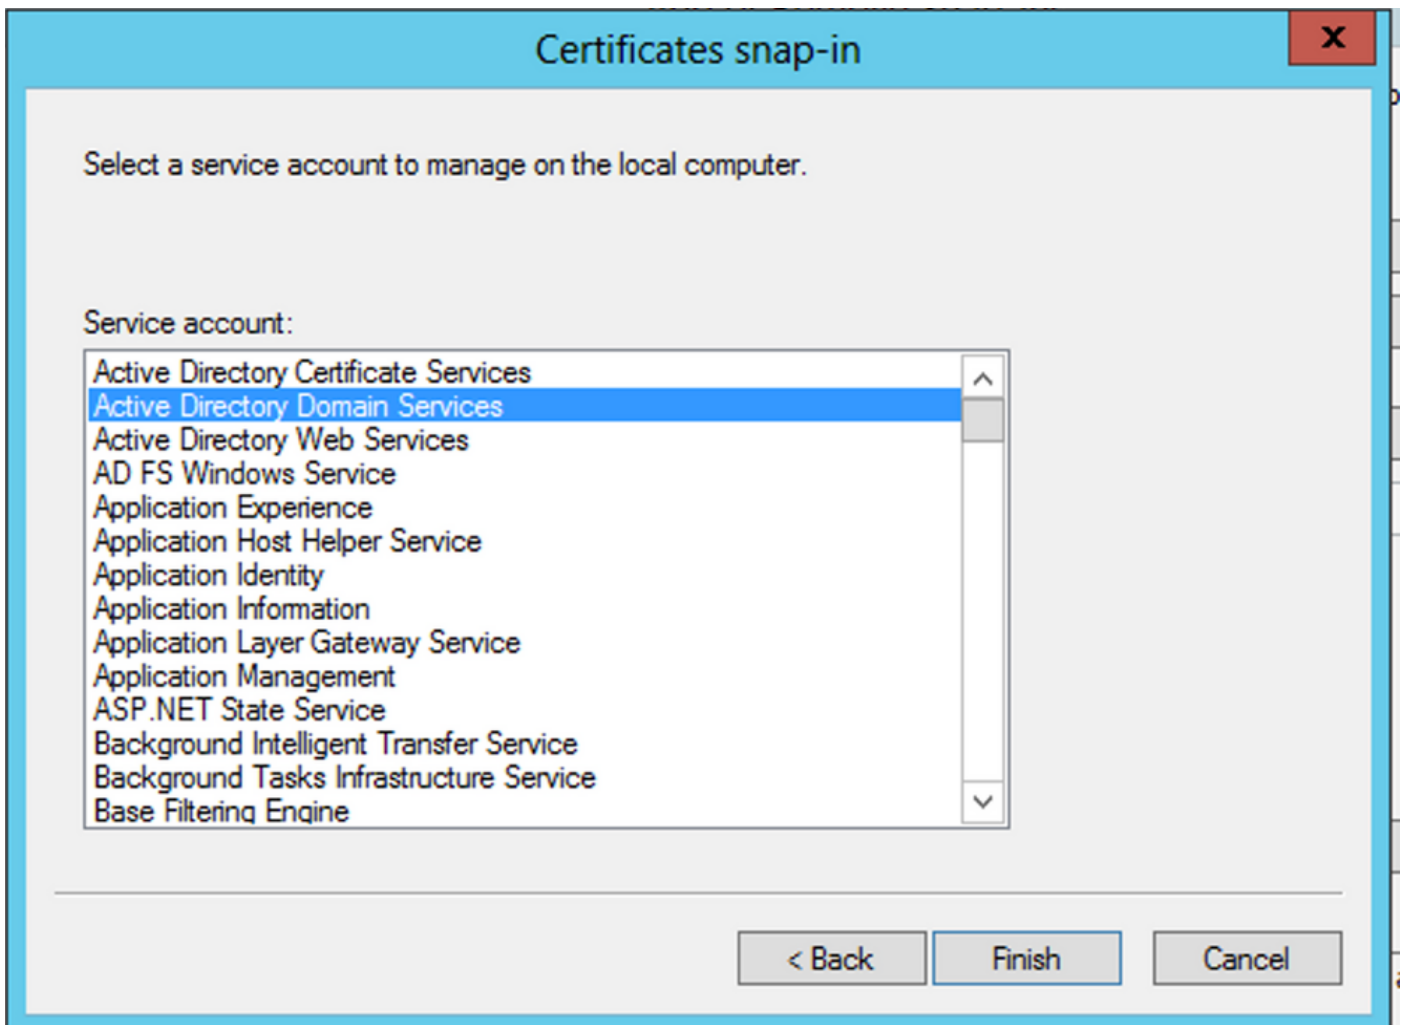 Certificates snap-in
x
Select a service account to manage on the local computer.
Service account:
Active Directory Certificate Services
Active Directory Domain Services
Active Directory Web Services
AD FS Windows Service
Application Experience
Application Host Helper Service
Application Identity
Application Information
Application Layer Gateway Service
Application Management
ASP.NET State Service
Background Intelligent Transfer Service
Background Tasks Infrastructure Service
Base Filtering Engine
< Back
Finish
Cancel